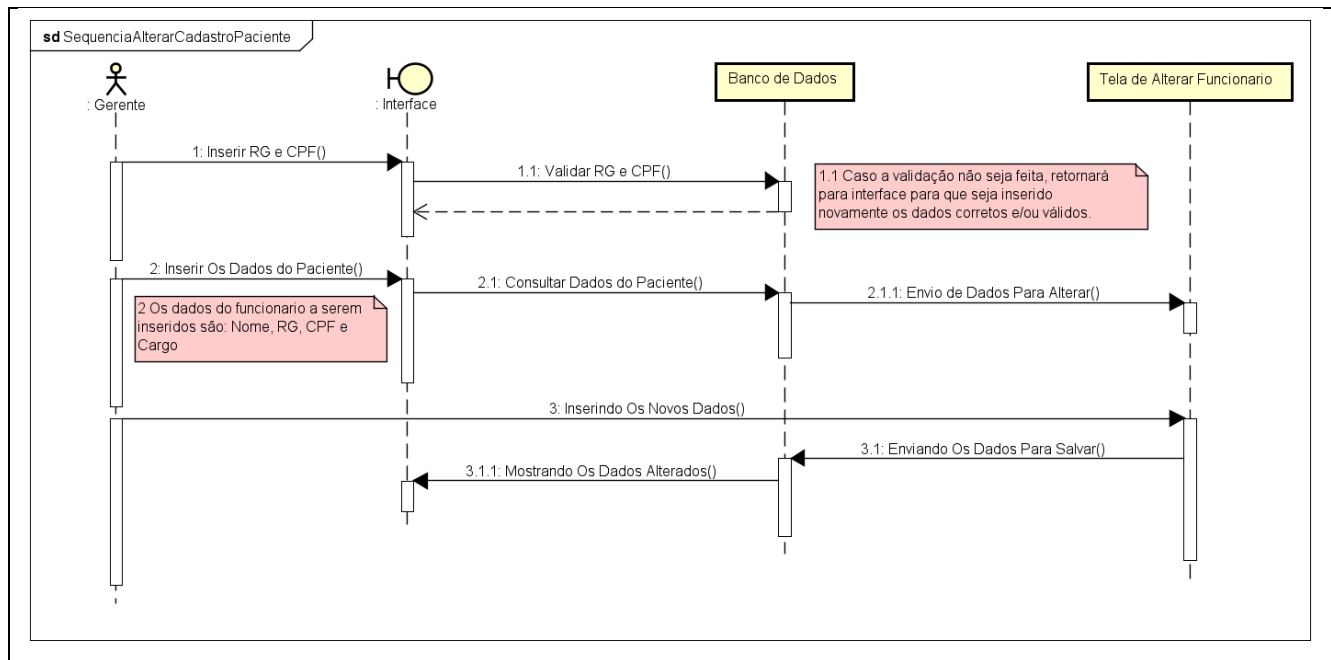 sd SequenciaAlterarCadastroPaciente
: Gerente
: Interface
Banco de Dados
Tela de Alterar Funcionario
1: Inserir RG e CPF()
1.1: Validar RG e CPF()
1.1 Caso a validação não seja feita, retornará
para interface para que seja inserido
novamente os dados corretos e/ou válidos.
2: Inserir Os Dados do Paciente()
2.1: Consultar Dados do Paciente()
2.1.1: Envio de Dados Para Alterar()
2 Os dados do funcionario a serem
inseridos são: Nome, RG, CPF e
Cargo
3: Inserindo Os Novos Dados()
3.1: Enviando Os Dados Para Salvar()
3.1.1: Mostrando Os Dados Alterados()